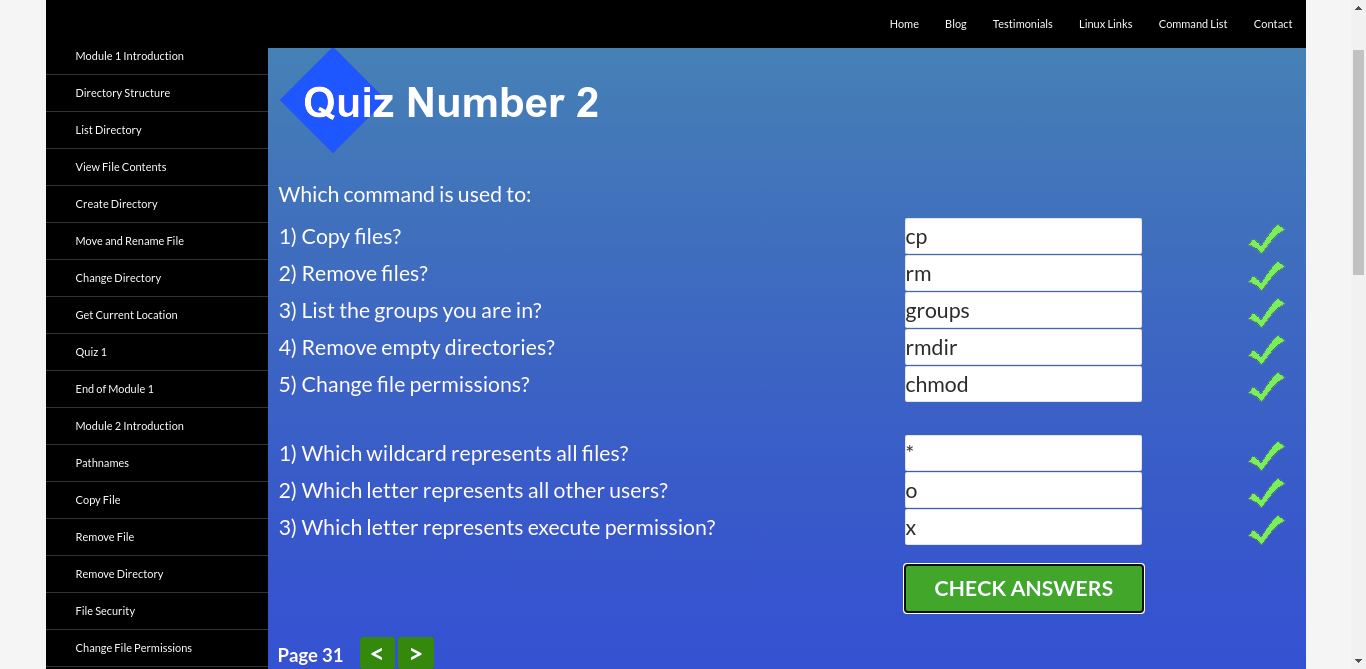 Home Blog Testimonials Linux Links Command List Contact
Module 1 Introduction
Directory Structure
List Directory
View File Contents
Create Directory
Move and Rename File
Change Directory
Get Current Location
Quiz 1
End of Module 1
Module 2 Introduction
Pathnames
Copy File
Remove File
Remove Directory
File Security
Change File Permissions
Quiz Number 2
Which command is used to:
1) Copy files? cp
2) Remove files? rm
3) List the groups you are in? groups
4) Remove empty directories? rmdir
5) Change file permissions? chmod
1) Which wildcard represents all files? *
2) Which letter represents all other users? o
3) Which letter represents execute permission? x
CHECK ANSWERS
Page 31 < >